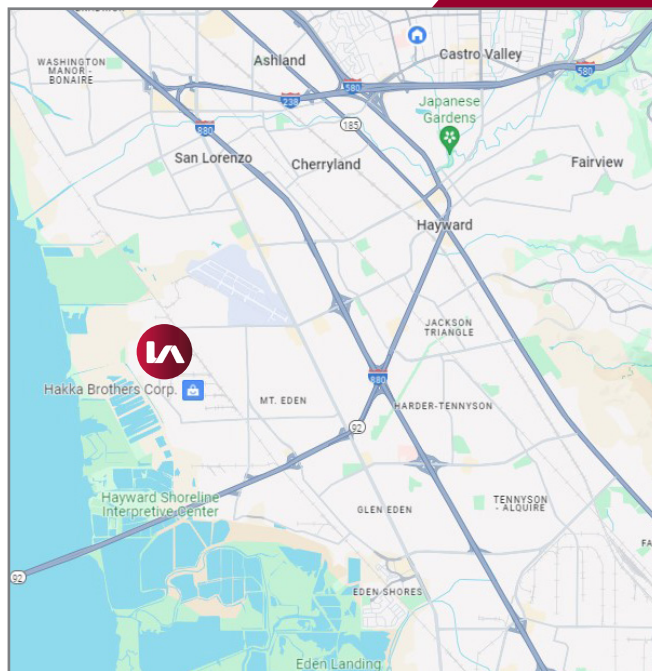 WASHINGTON
MANOR -
BONAIRE
Ashland
Castro Valley
580
580
238
Japanese
Gardens
185
880
San Lorenzo
Cherryland
Fairview
Hayward
JACKSON
TRIANGLE
LA
Hakka Brothers Corp.
880
MT. EDEN
HARDER-TENNYSON
92
Hayward Shoreline
Interpretive Center
TENNYSON
- ALQUIRE
GLEN EDEN
92
EDEN SHORES
Eden Landing